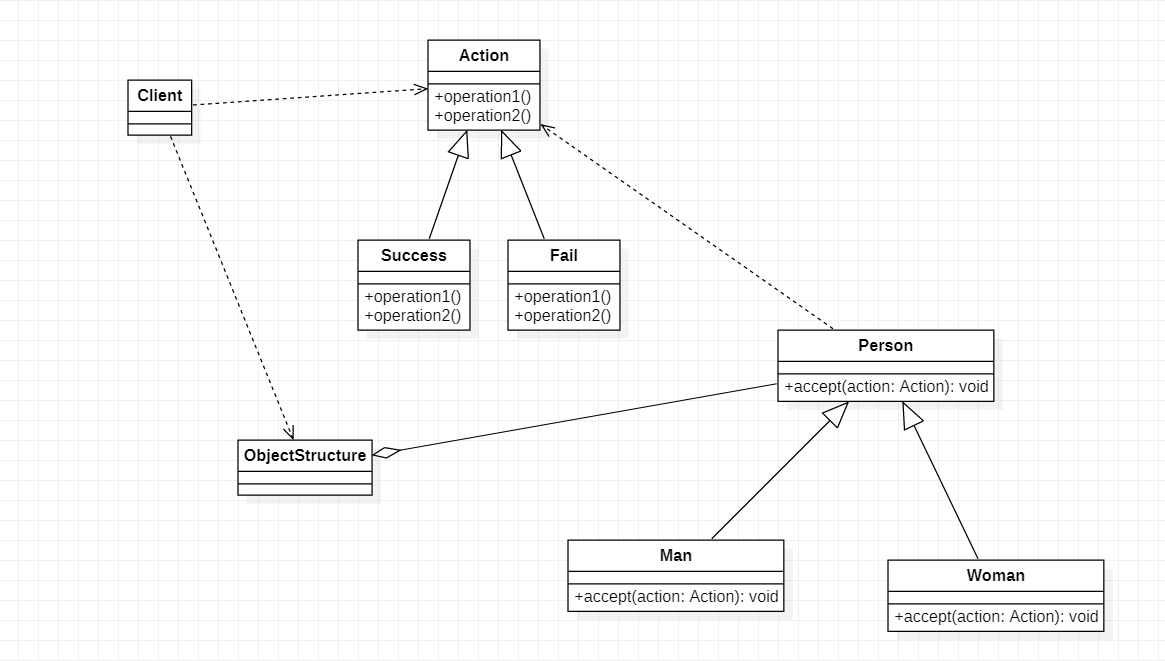 Action
+operation1()
+operation2()
Client
Success
+operation1()
+operation2()
Fail
+operation1()
+operation2()
Person
+accept(action: Action): void
ObjectStructure
Man
+accept(action: Action): void
Woman
+accept(action: Action): void